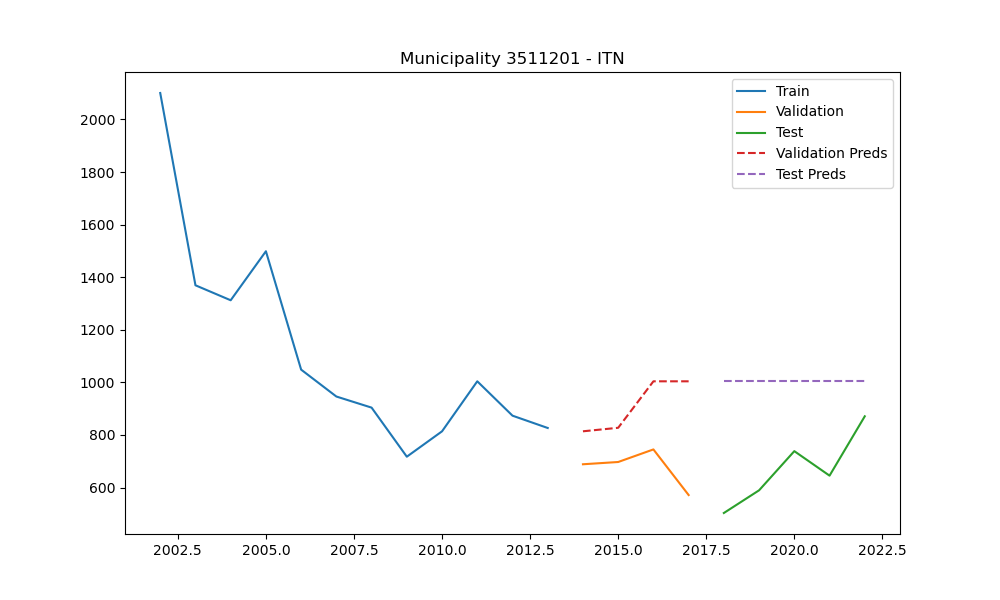 Municipality 3511201 - ITN
Train
Validation
Test
Validation Preds
Test Preds
2000
1800
1600
1400
1200
1000
800
600
2002.5 2005.0 2007.5 2010.0 2012.5 2015.0 2017.5 2020.0 2022.5